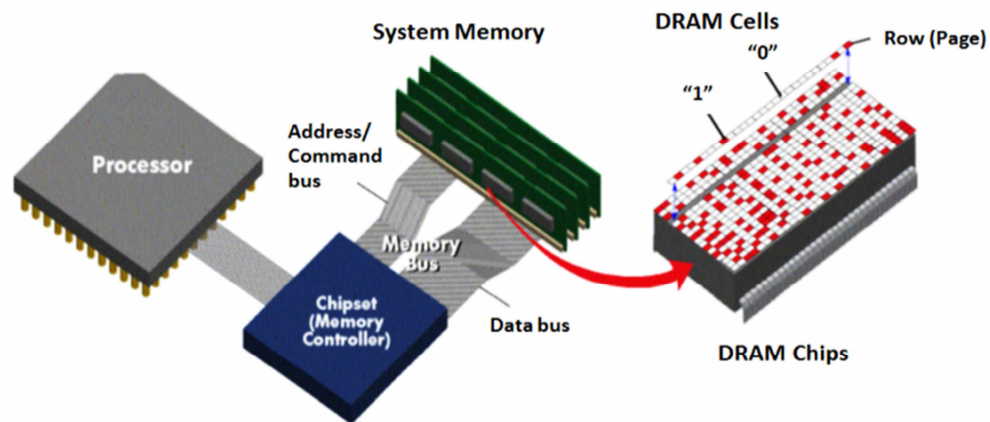 System Memory
DRAM Cells
Row (Page)
“0”
“1”
Address/
Command
bus
Processor
Memory
Bus
Chipset
(Memory
Controller)
Data bus
DRAM Chips